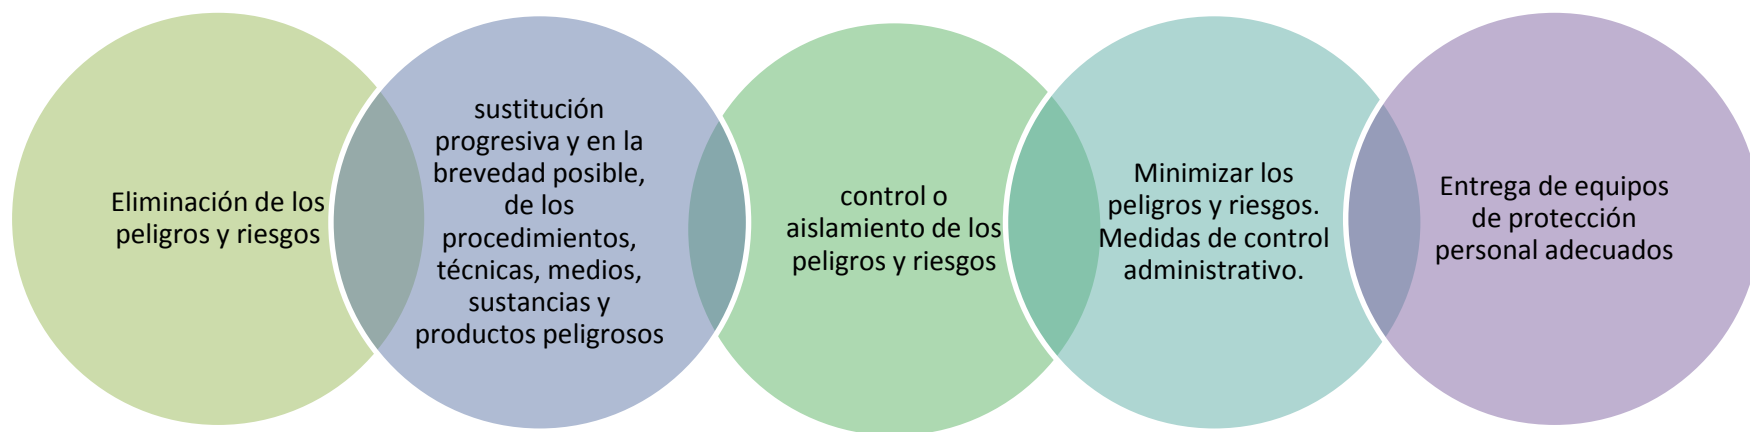 Eliminación de los
peligros y riesgos
sustitución
progresiva y en la
brevedad posible,
de los
procedimientos,
técnicas, medios,
sustancias y
productos peligrosos
control o
aislamiento de los
peligros y riesgos
Minimizar los
peligros y riesgos.
Medidas de control
administrativo.
Entrega de equipos
de protección
personal adecuados